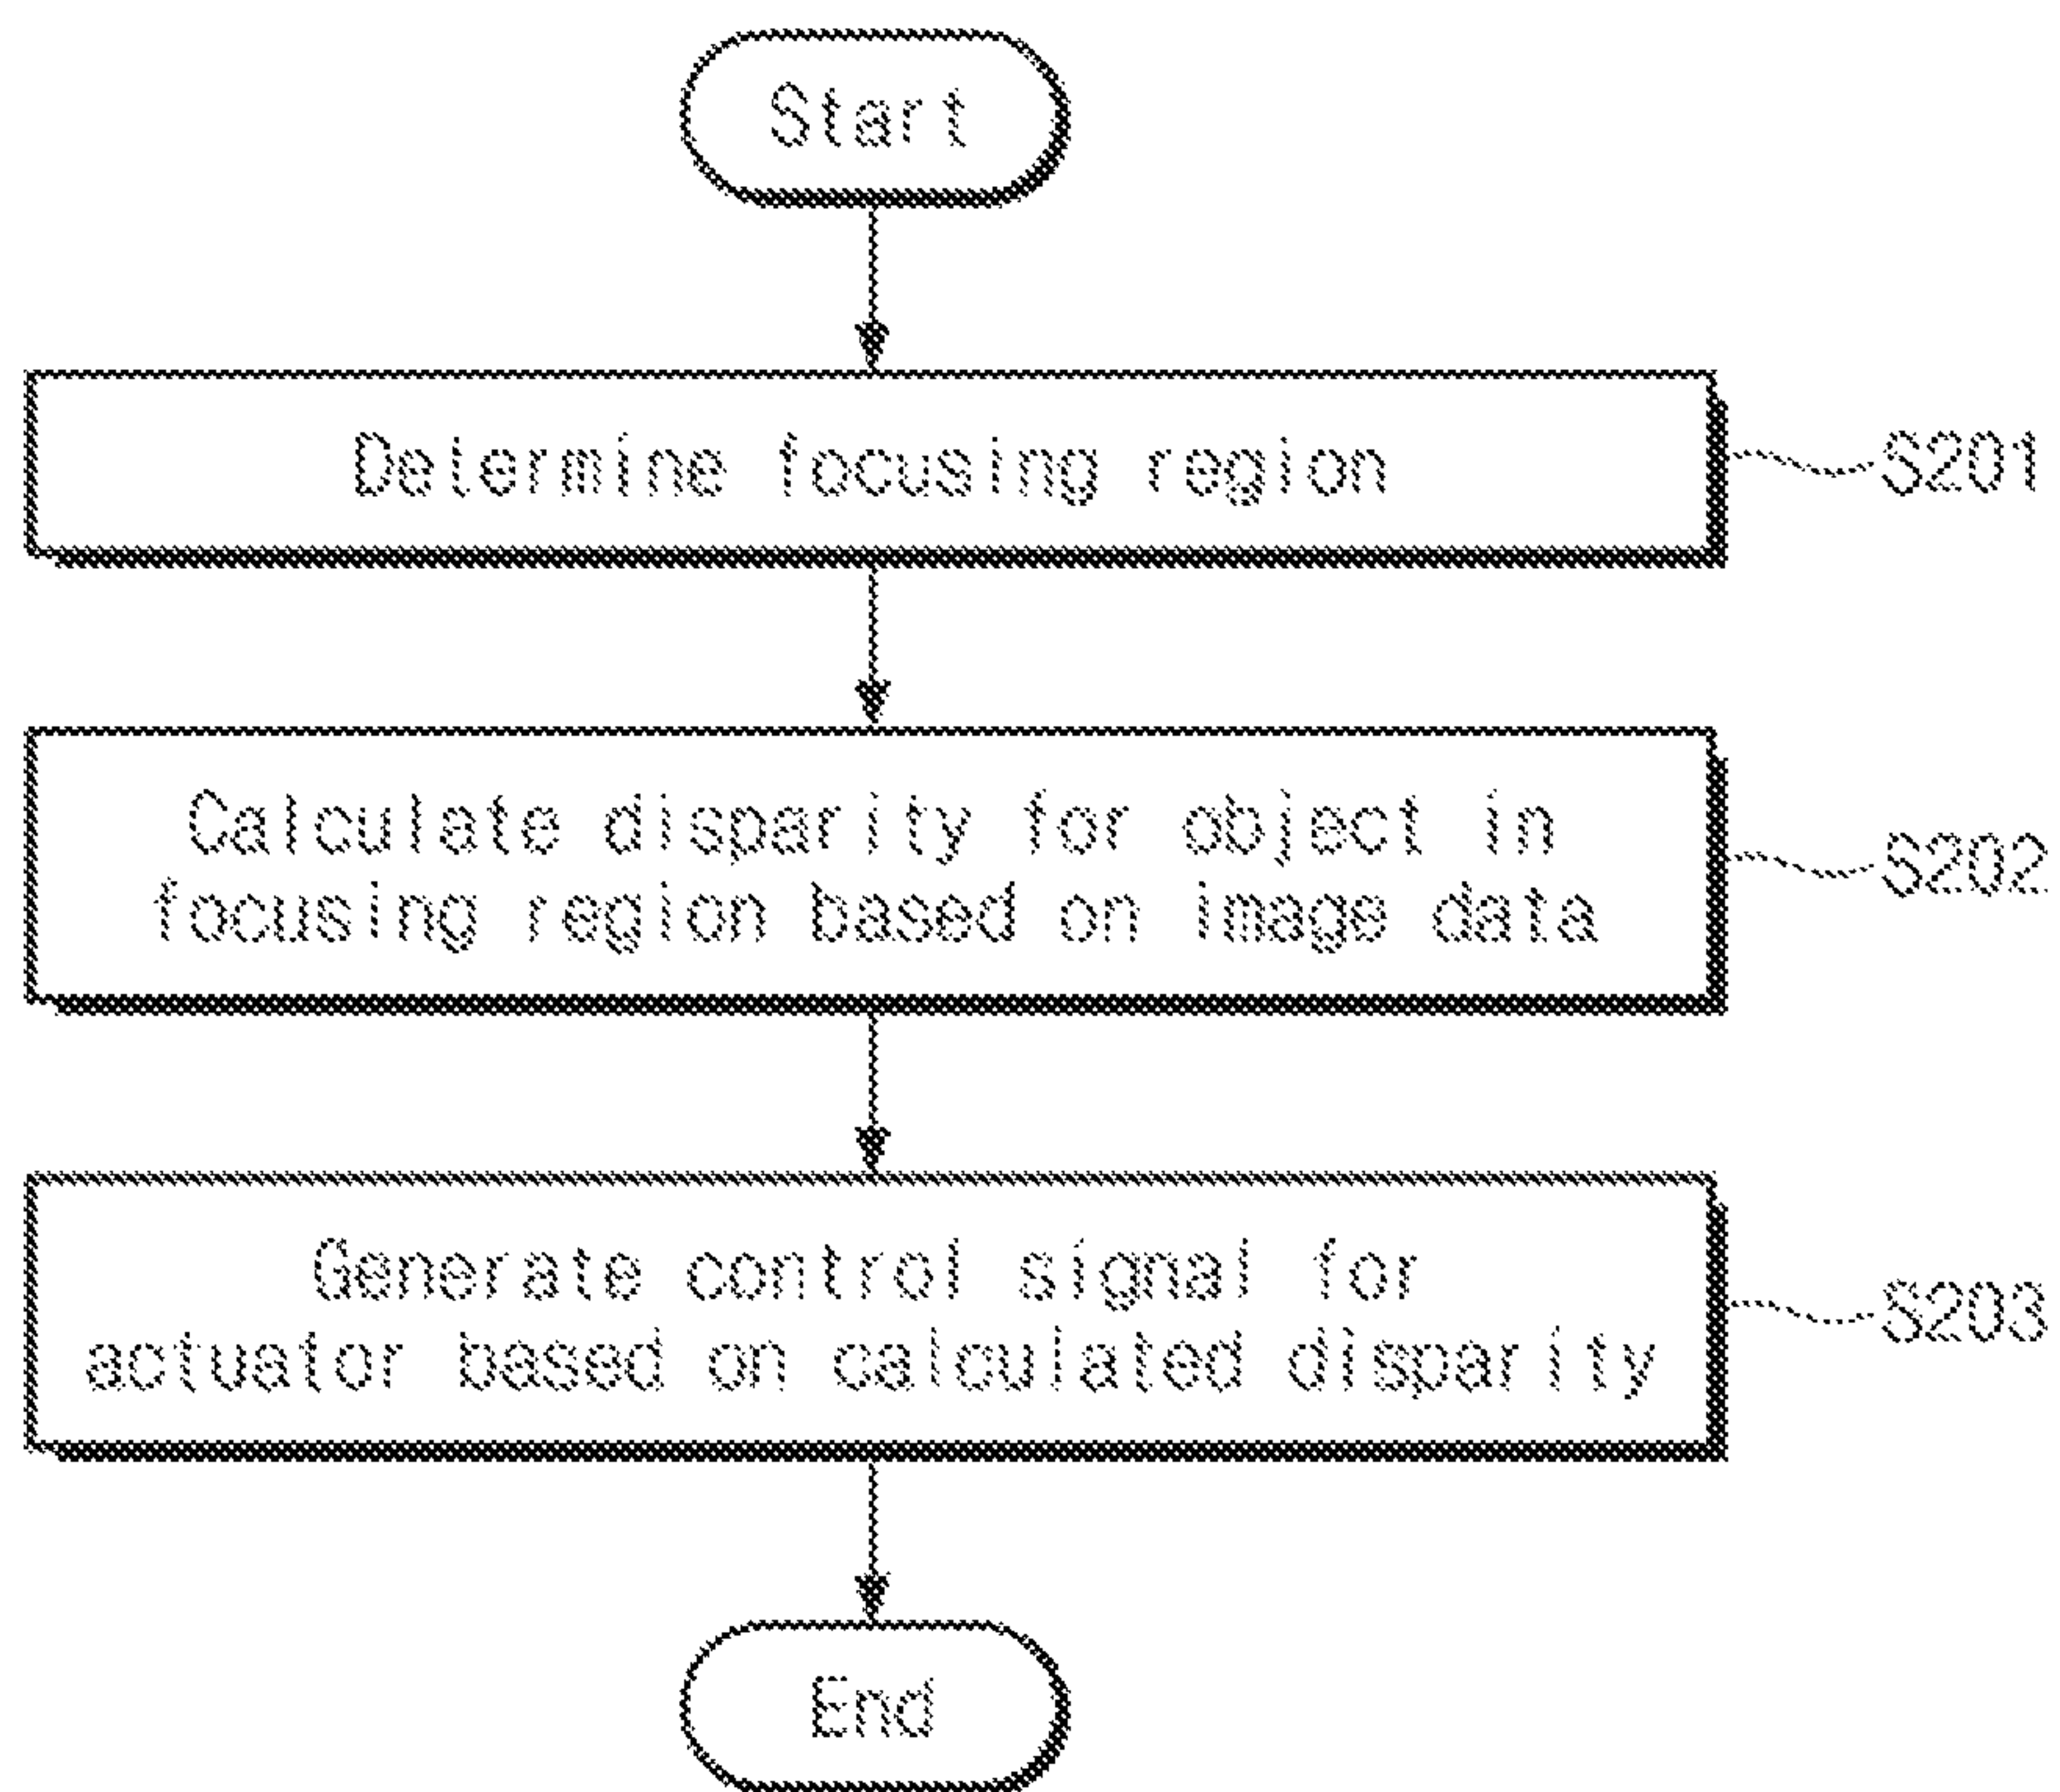 Start
Determine focusing region
S201
Calculate disparity for object in
focusing region based on image data
S202
Generate control signal for
actuator based on calculated disparity
S203
End